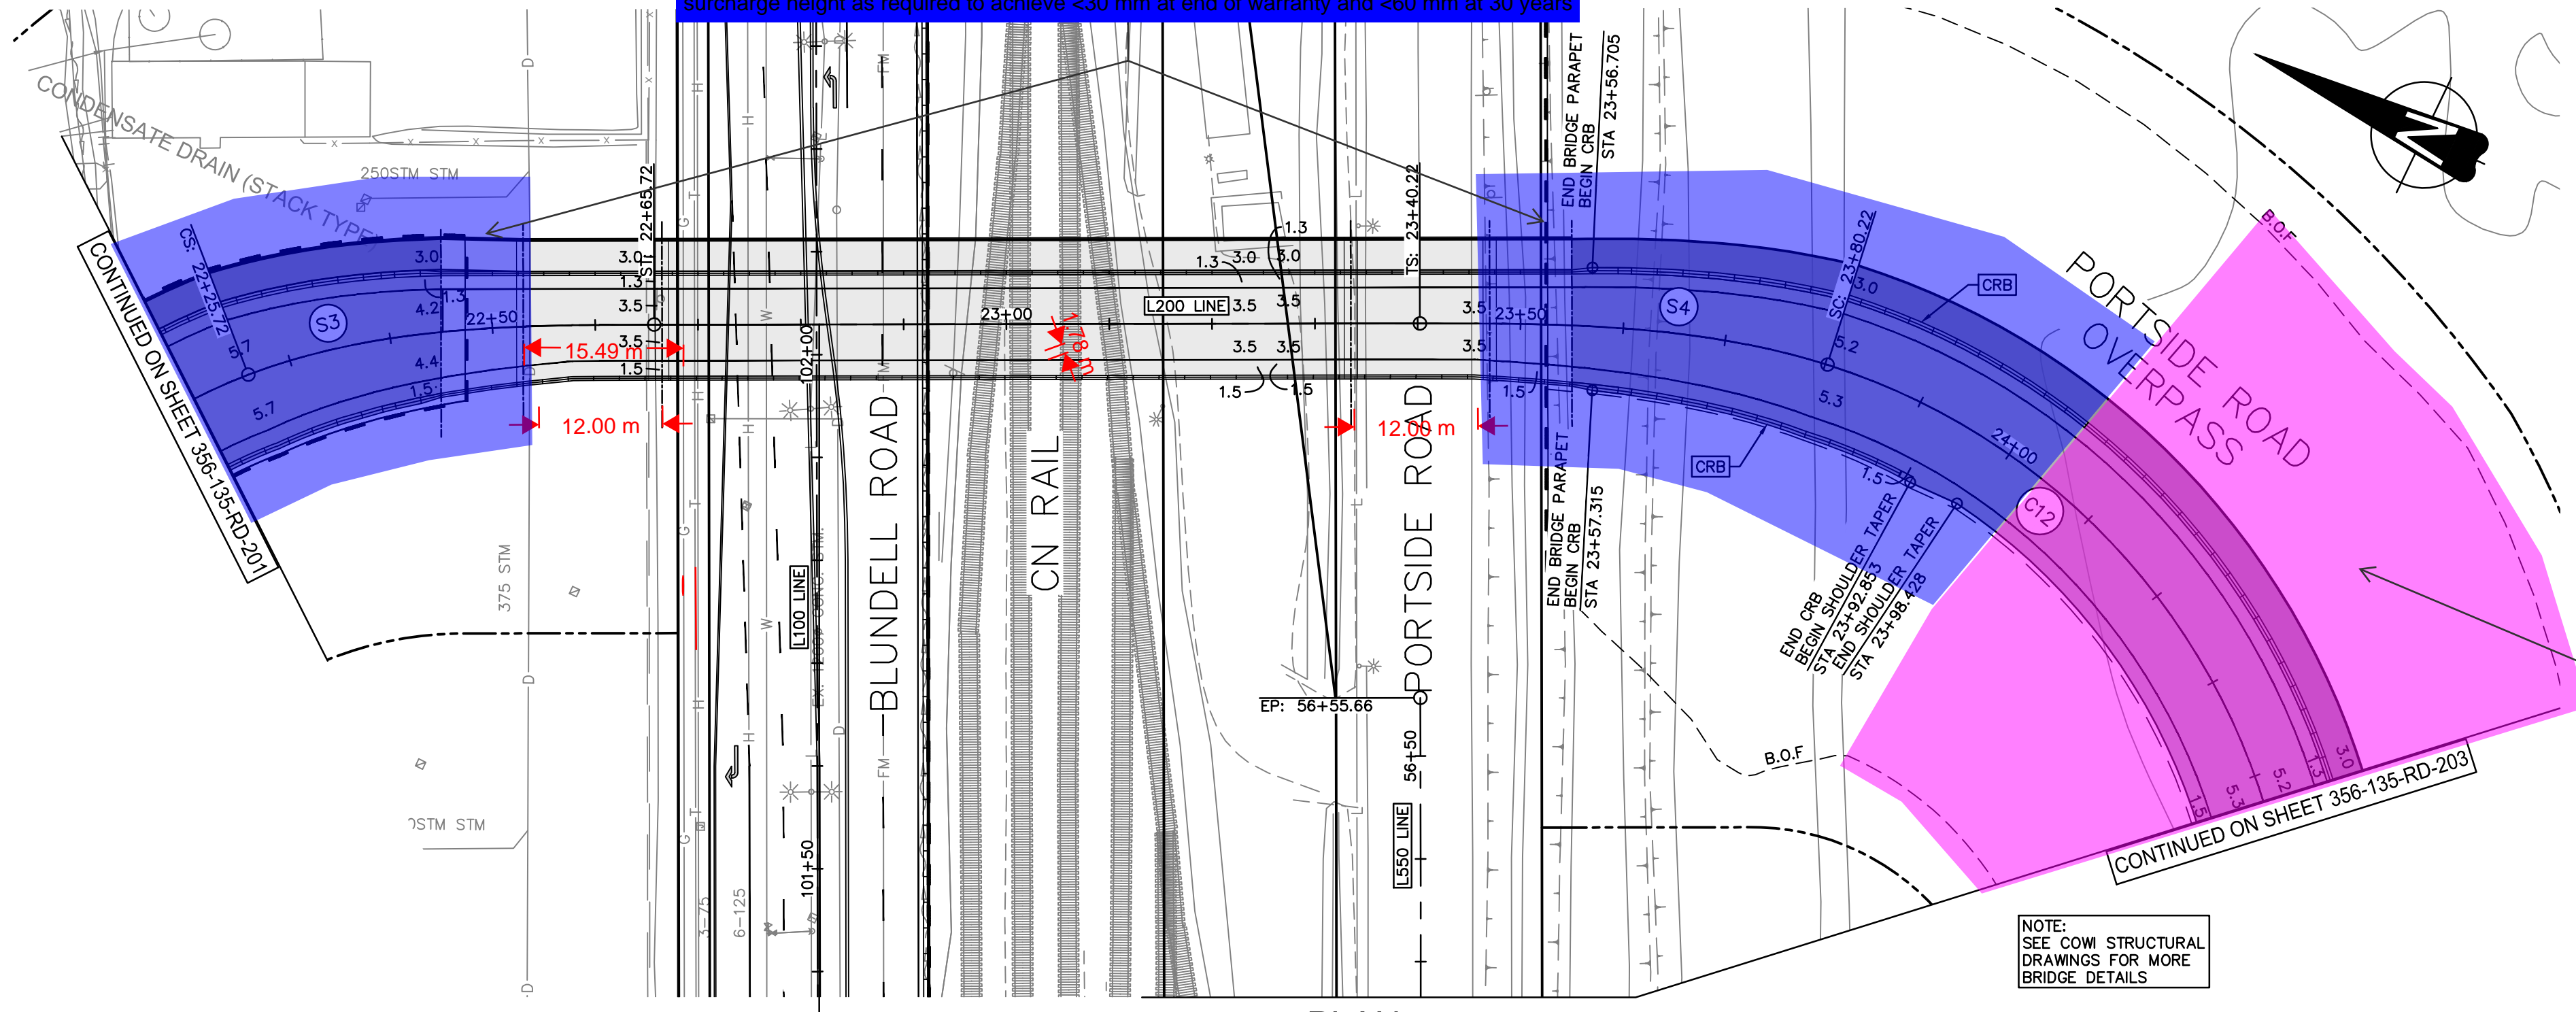 surcharge height as required to achieve <30 mm at end of warranty and <60 mm at 30 years
CONDENSATE DRAIN (STACK TYPE)
250STM STM
CONTINUED ON SHEET 356-135-RD-201
CS: 22+25.72
S3
5.7
5.7
3.0
1.3
4.2
22+50
4.4
1.5
375 STM
STM STM
ST: 22+65.72
3.0
1.3
3.5
3.5
1.5
15.49 m
12.00 m
102+00
L100 LINE
101+50
3-75
6-125
BLUNDELL ROAD
CN RAIL
23+00
1.78 m
L200 LINE
1.3
3.0
1.3
3.0
3.5
3.5
3.5
3.5
1.5
1.5
TS: 23+40.22
12.00 m
PORTSIDE ROAD
EP: 56+55.66
56+50
L550 LINE
3.5
3.5
23+50
1.5
END BRIDGE PARAPET
BEGIN CRB
STA 23+56.705
END BRIDGE PARAPET
BEGIN CRB
STA 23+57.315
S4
SC: 23+80.22
3.0
CRB
5.2
5.3
CRB
1.5
24+00
C12
END CRB
BEGIN SHOULDER TAPER
STA 23+92.853
END SHOULDER TAPER
STA 23+98.428
PORTSIDE ROAD
OVERPASS
B.O.F
B.O.F
1.5
5.3
5.2
1.3
3.0
CONTINUED ON SHEET 356-135-RD-203
N
NOTE:
SEE COWI STRUCTURAL
DRAWINGS FOR MORE
BRIDGE DETAILS